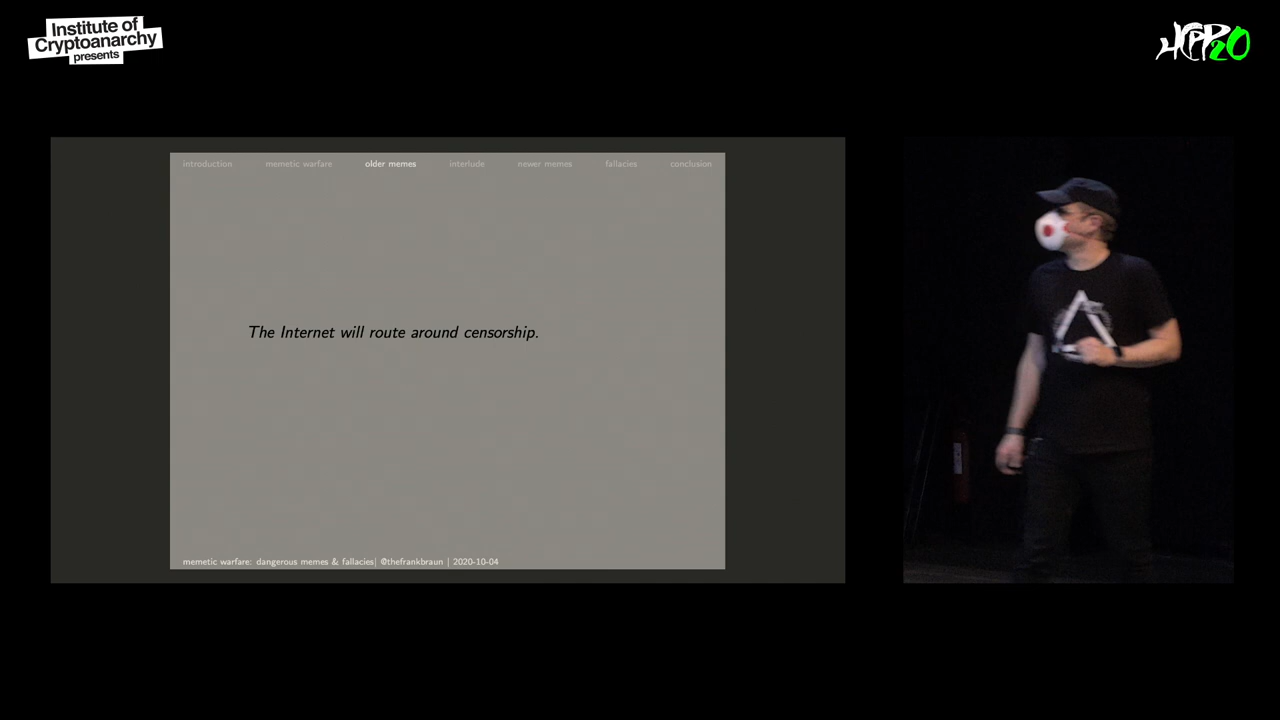 Institute of
Cryptoanarchy
presents
HCPP20
introduction memetic warfare older memes interlude newer memes fallacies conclusion
The Internet will route around censorship.
memetic warfare: dangerous memes & fallacies| @thefrankbraun | 2020-10-04